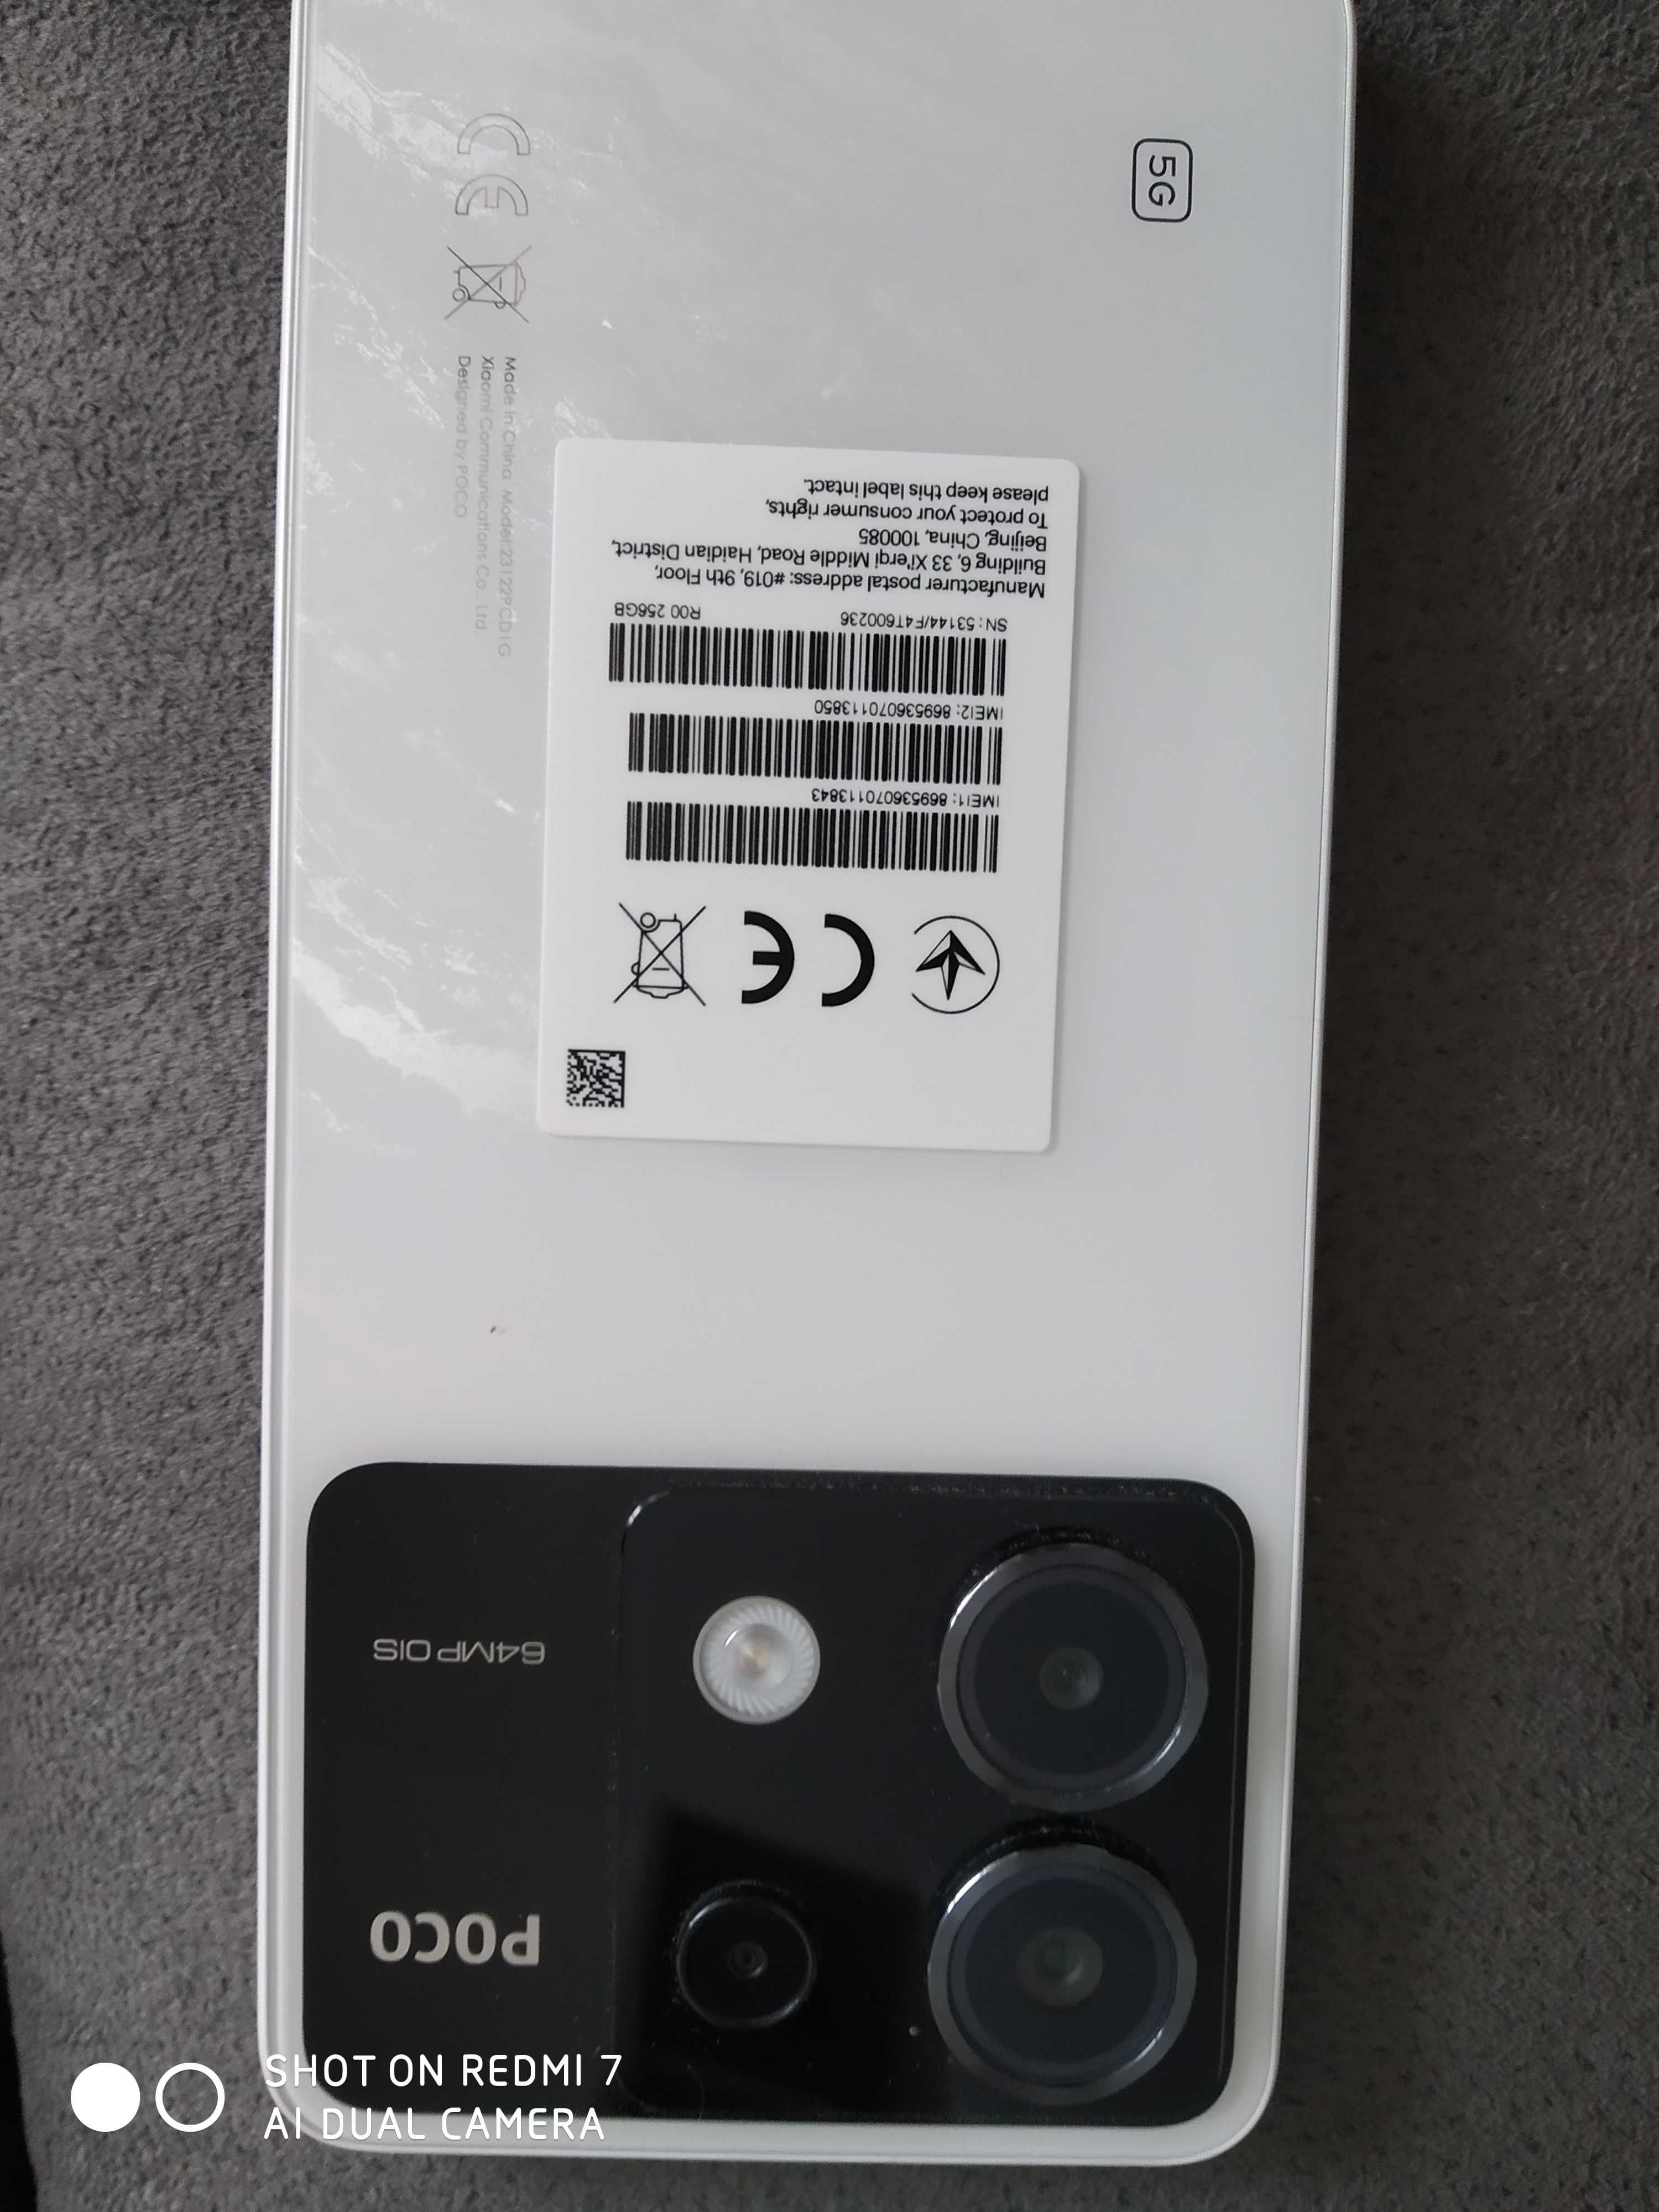 5G
CE
Made in China Model:23122PCD1G
Xiaomi Communications Co., Ltd.
Designed by POCO
CE
IMEI1: 869536070113843
IMEI2: 869536070113850
SN: 53144/F4T600236 R00 256GB
Manufacturer postal address: #019, 9th Floor,
Building 6, 33 Xi'erqi Middle Road, Haidian District,
Beijing, China, 100085
To protect your consumer rights,
please keep this label intact.
64MP OIS
POCO
SHOT ON REDMI 7
AI DUAL CAMERA